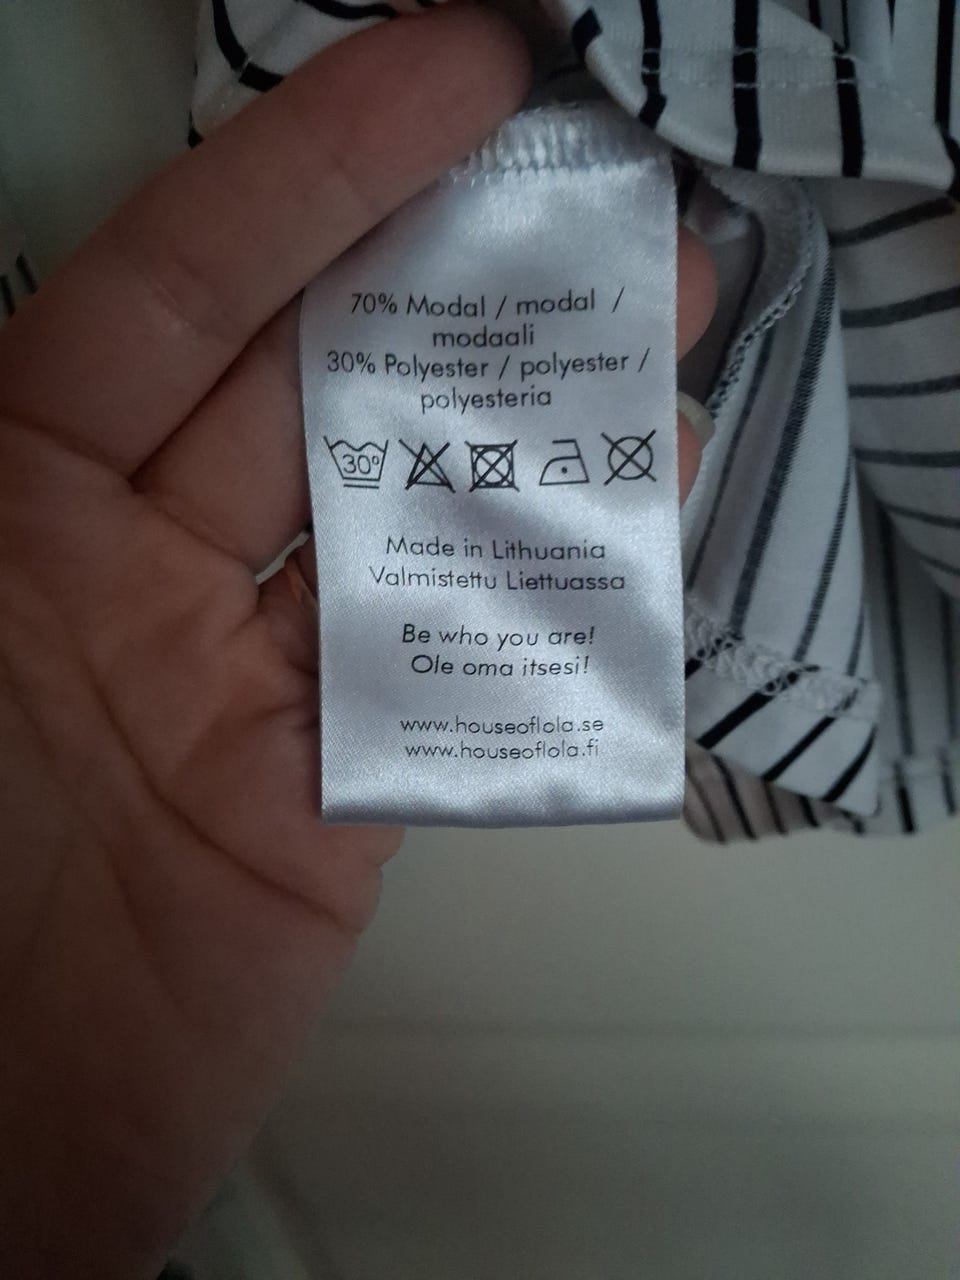 70% Modal / modal /
modaali
30% Polyester / polyester /
polyesteria
30°
Made in Lithuania
Valmistettu Liettuassa
Be who you are!
Ole oma itsesi!
www.houseoflola.se
www.houseoflola.fi